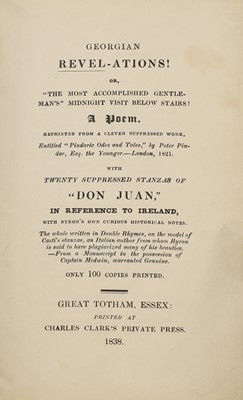 GEORGIAN
REVEL-ATIONS!
OR,
"THE MOST ACCOMPLISHED GENTLE-
MAN'S" MIDNIGHT VISIT BELOW STAIRS!
A Poem.
REPRINTED FROM A CLEVER SUPPRESSED WORK,
Entitled "Pindaric Odes and Tales," by Peter Pin-
dar, Esq. the Younger.—London, 1821.
WITH
TWENTY SUPPRESSED STANZAS OF
"DON JUAN,"
IN REFERENCE TO IRELAND,
WITH BYRON'S OWN CURIOUS HISTORICAL NOTES.
The whole written in Double Rhymes, on the model of
Casti's stanzas, an Italian author from whom Byron
is said to have plagiarized many of his beauties.
—From a Manuscript in the possession of
Captain Medwin, warranted Genuine.
ONLY 100 COPIES PRINTED.
GREAT TOTHAM, ESSEX:
PRINTED AT
CHARLES CLARK'S PRIVATE PRESS.
1838.